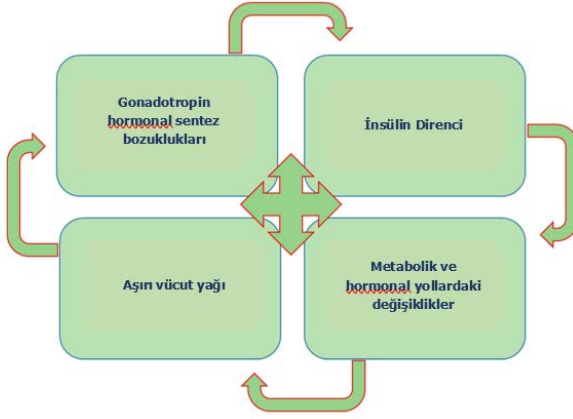 Gonadotropin
hormonal sentez
bozuklukları
İnsülin Direnci
Aşırı vücut yağı
Metabolik ve
hormonal yollardaki
değişiklikler